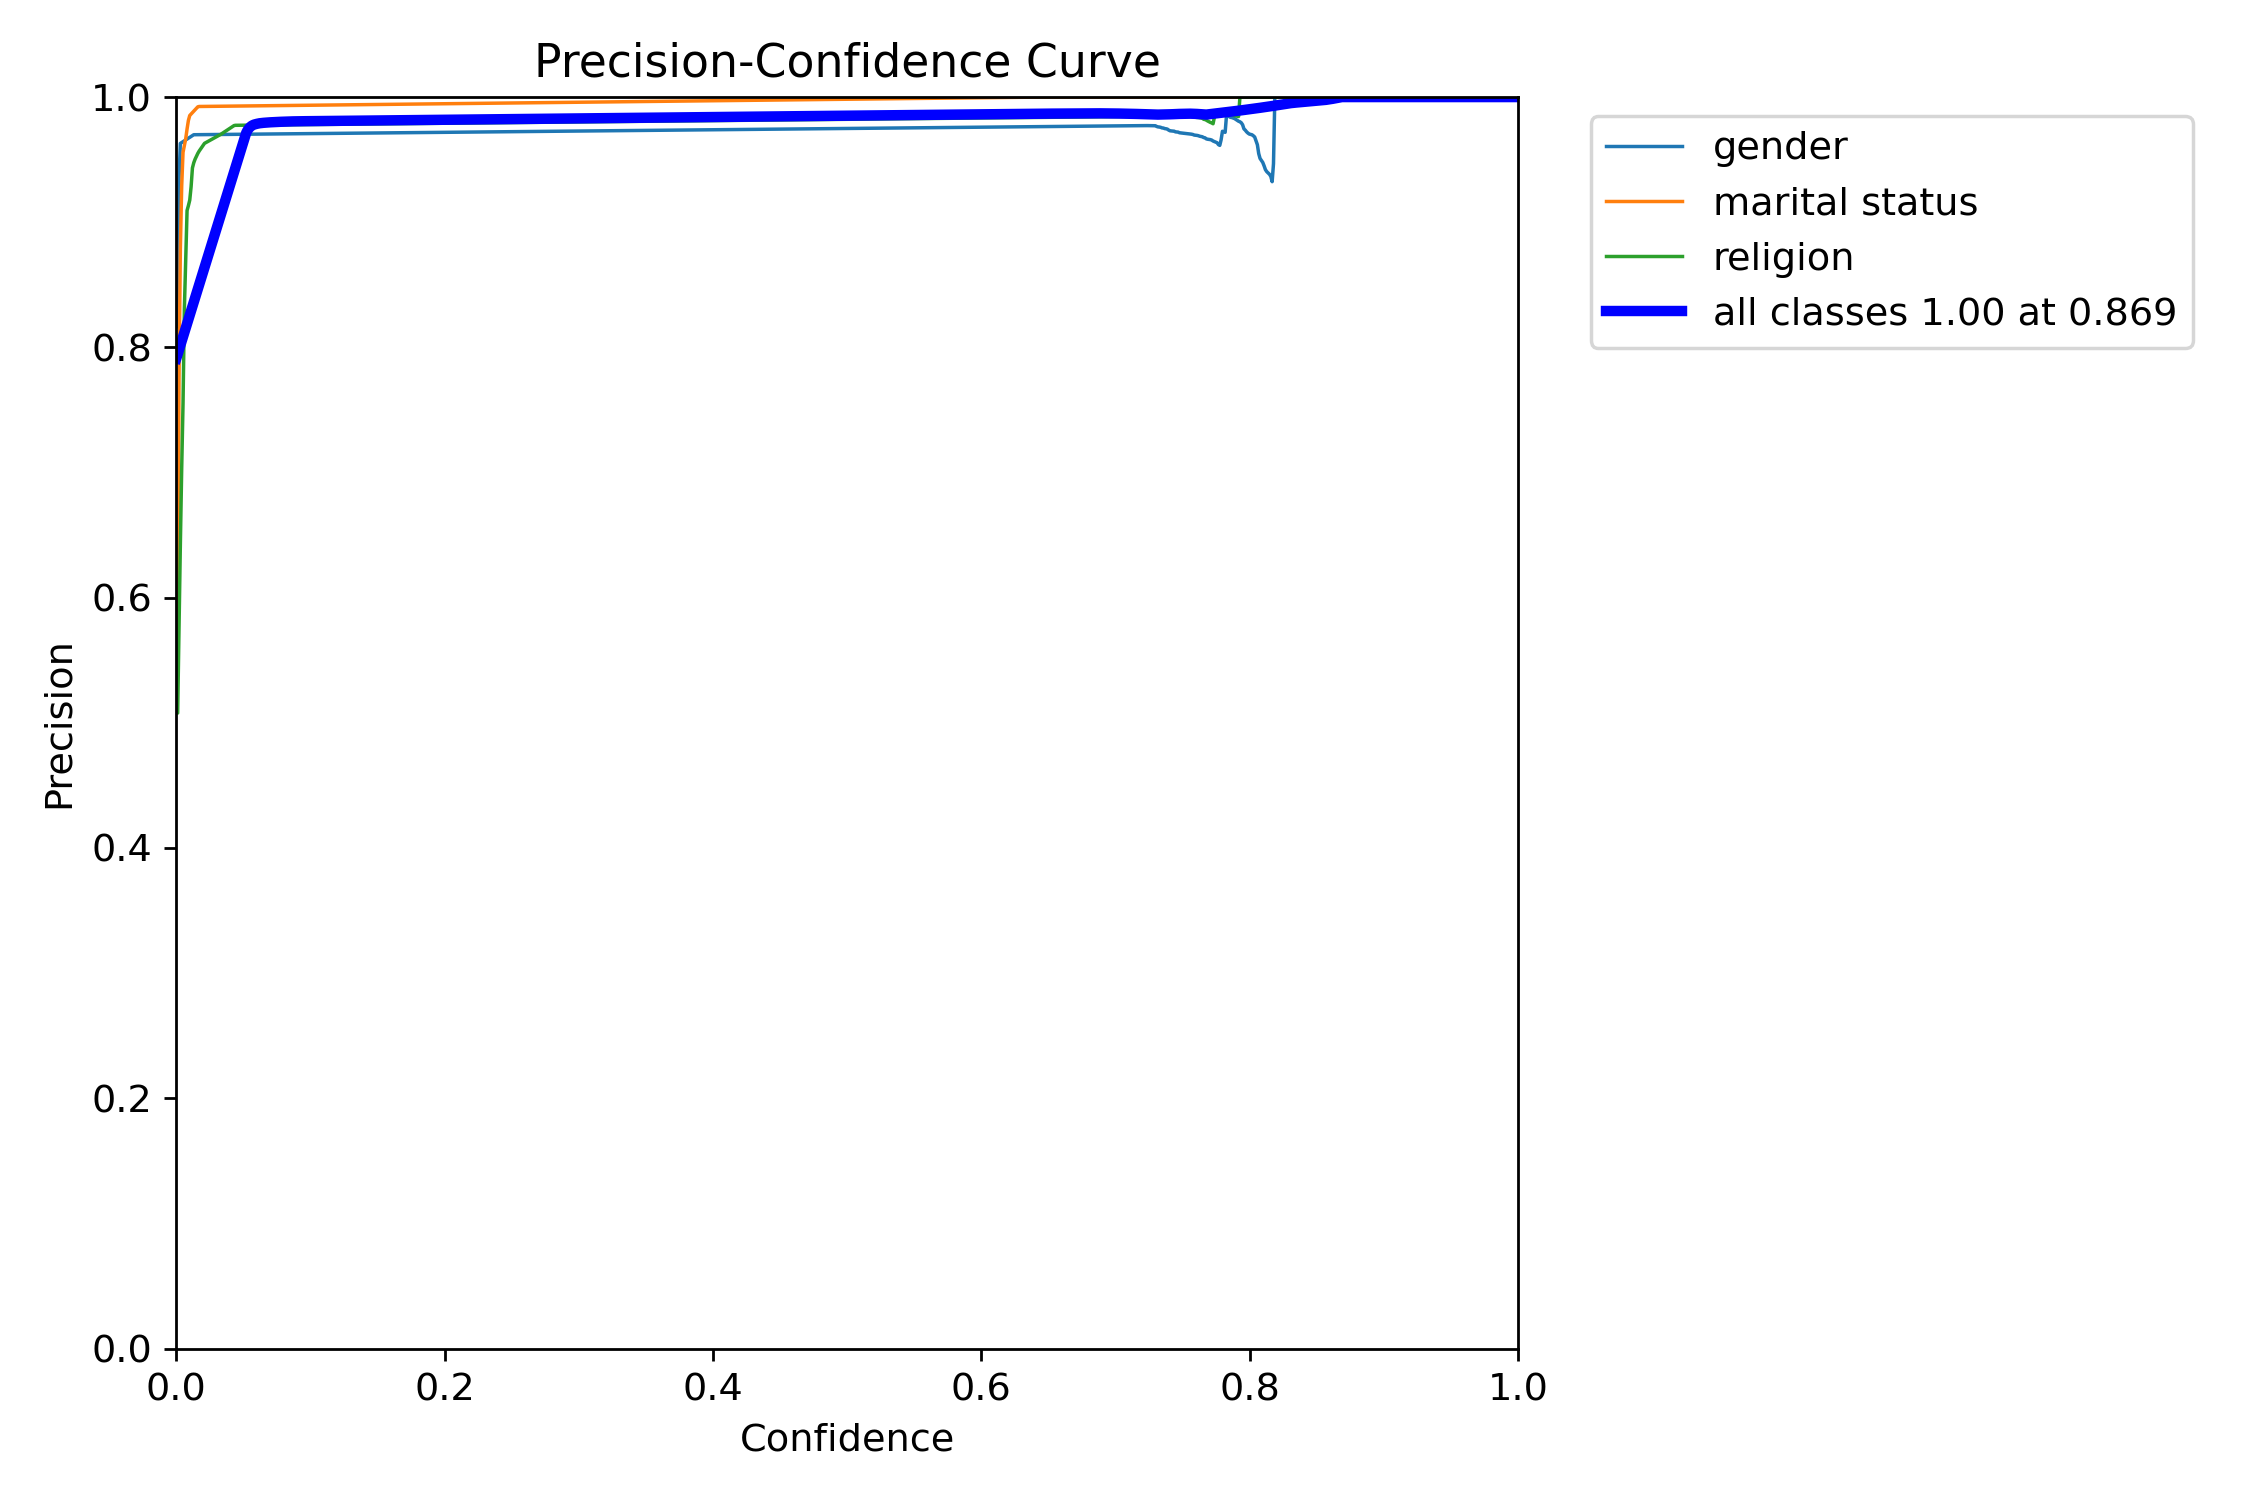 Precision-Confidence Curve
1.0
0.8
0.6
0.4
0.2
0.0
Precision
0.0 0.2 0.4 0.6 0.8 1.0
Confidence
gender
marital status
religion
all classes 1.00 at 0.869